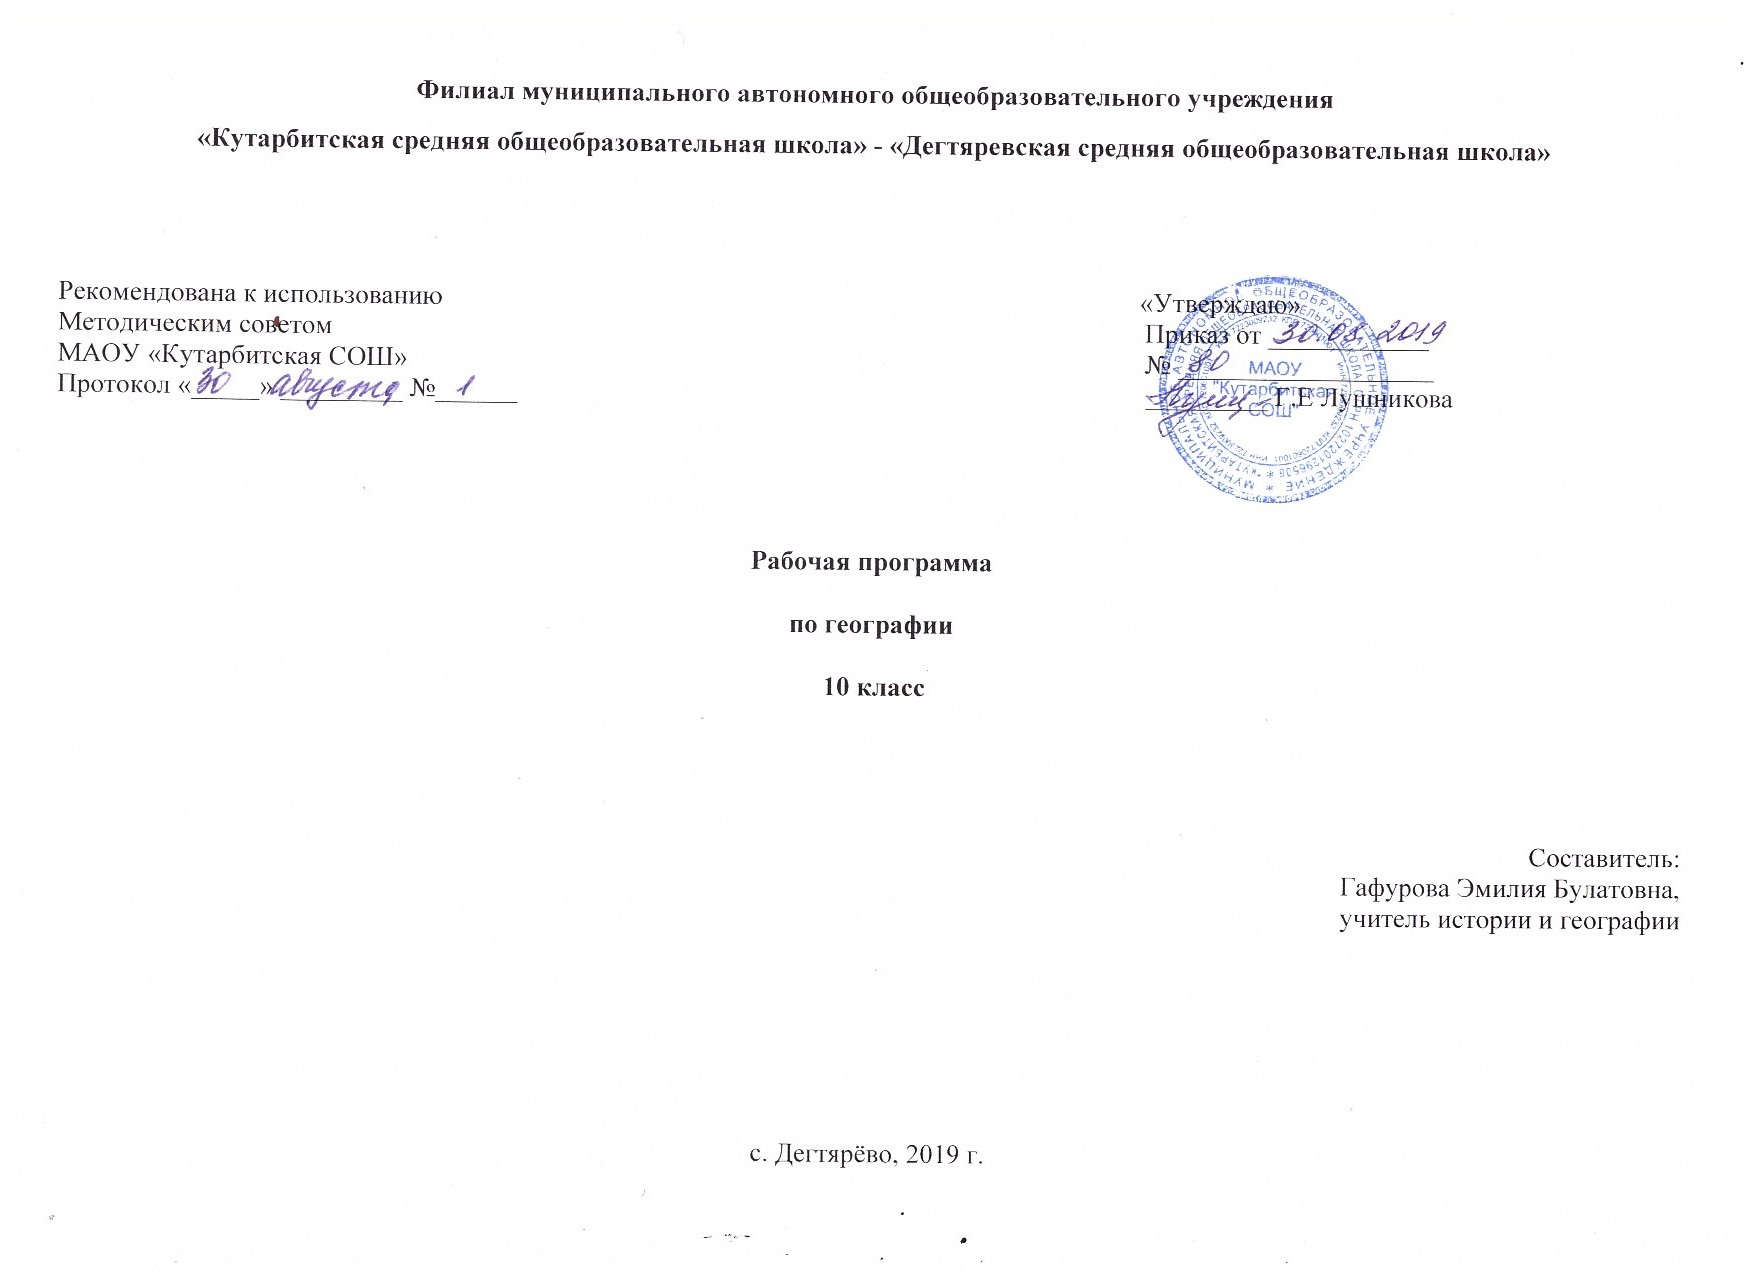 Филиал муниципального автономного общеобразовательного учреждения
«Кутарбитская средняя общеобразовательная школа» - «Дегтяревская средняя общеобразовательная школа»
Рекомендована к использованию
Методическим советом
МАОУ «Кутарбитская СОШ»
Протокол «30» августа № 1
«Утверждаю»
Приказ от 30.08.2019
№ 80
Г.Е Лушникова
МАОУ
"Кутарбитская
СОШ"
Рабочая программа
по географии
10 класс
Составитель:
Гафурова Эмилия Булатовна,
учитель истории и географии
с. Дегтярёво, 2019 г.